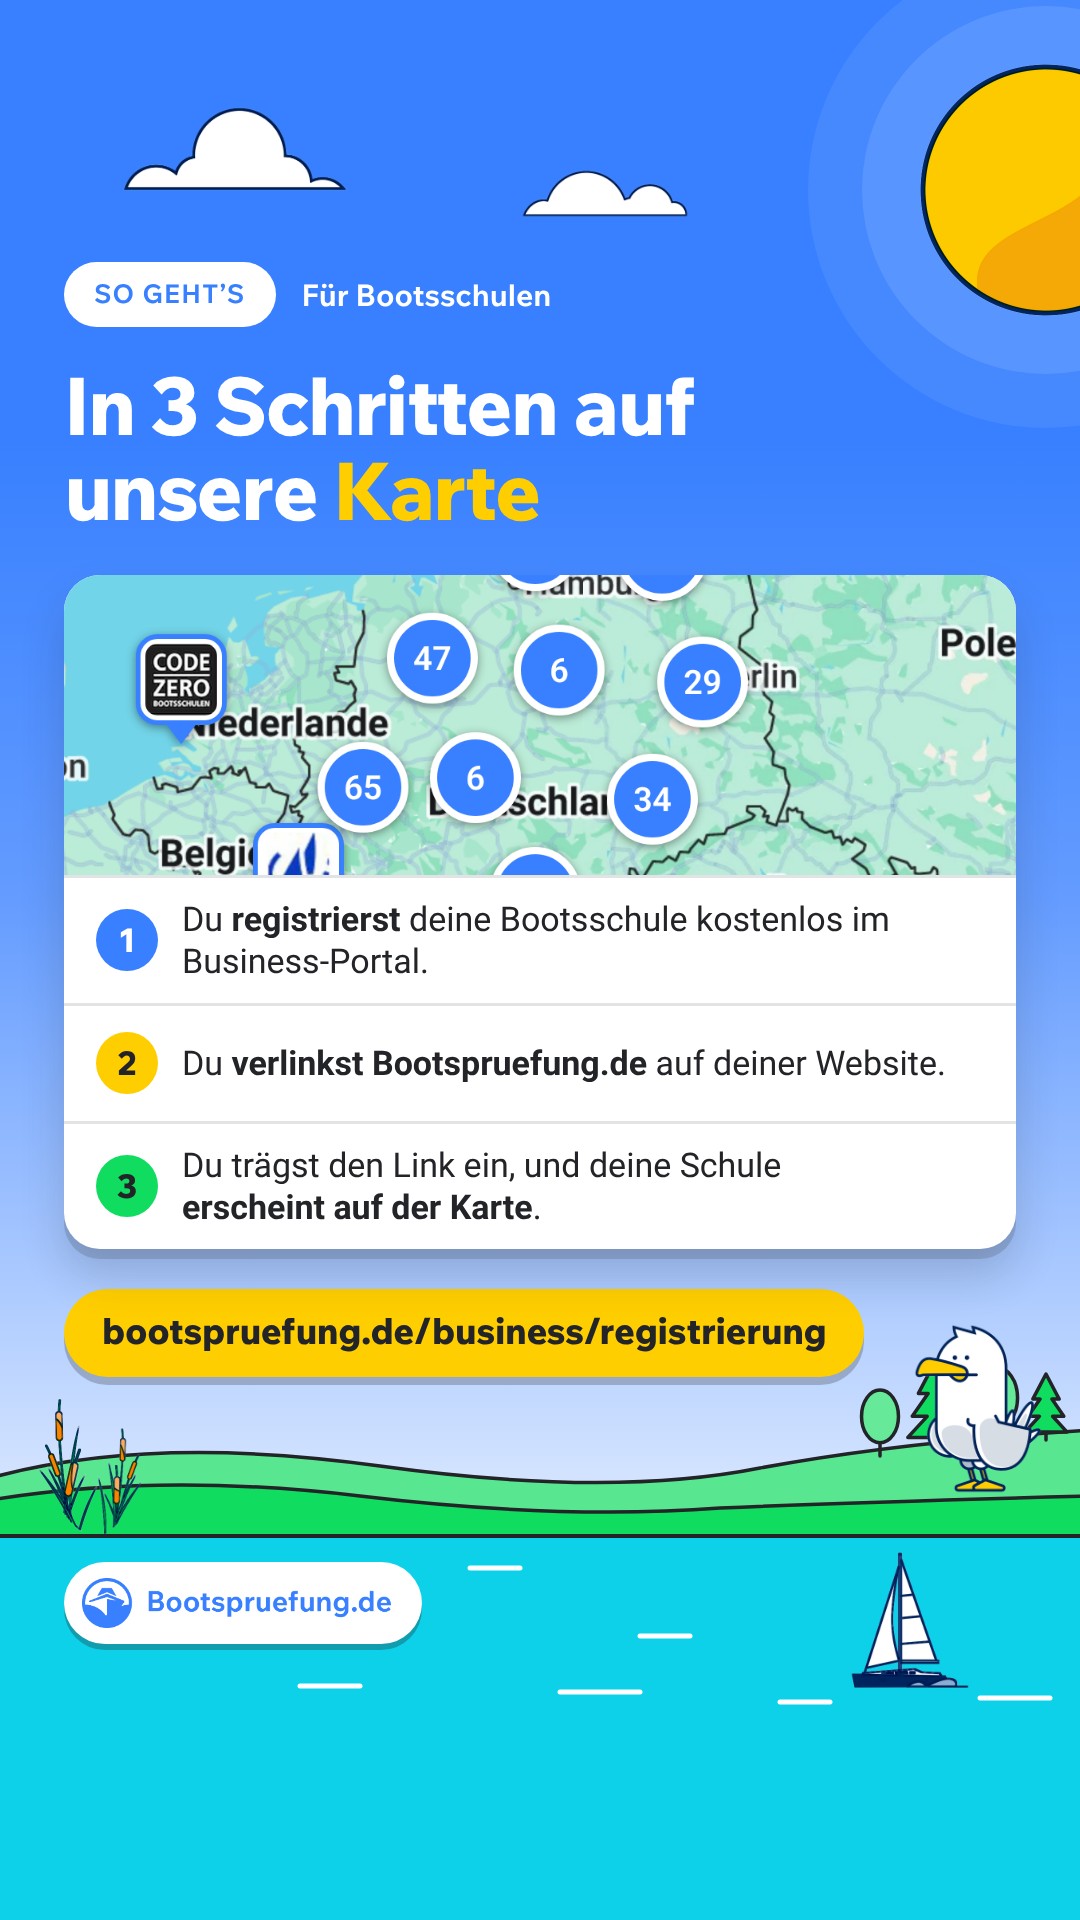 SO GEHT’S
Für Bootsschulen
In 3 Schritten auf
unsere Karte
47
6
29
Pole
rlin
CODE
ZERO
BOOTSSCHULEN
Niederlande
65
6
34
schlan
Belgi
1
Du registrierst deine Bootsschule kostenlos im
Business-Portal.
2
Du verlinkst Bootspruefung.de auf deiner Website.
3
Du trägst den Link ein, und deine Schule
erscheint auf der Karte.
bootspruefung.de/business/registrierung
Bootspruefung.de